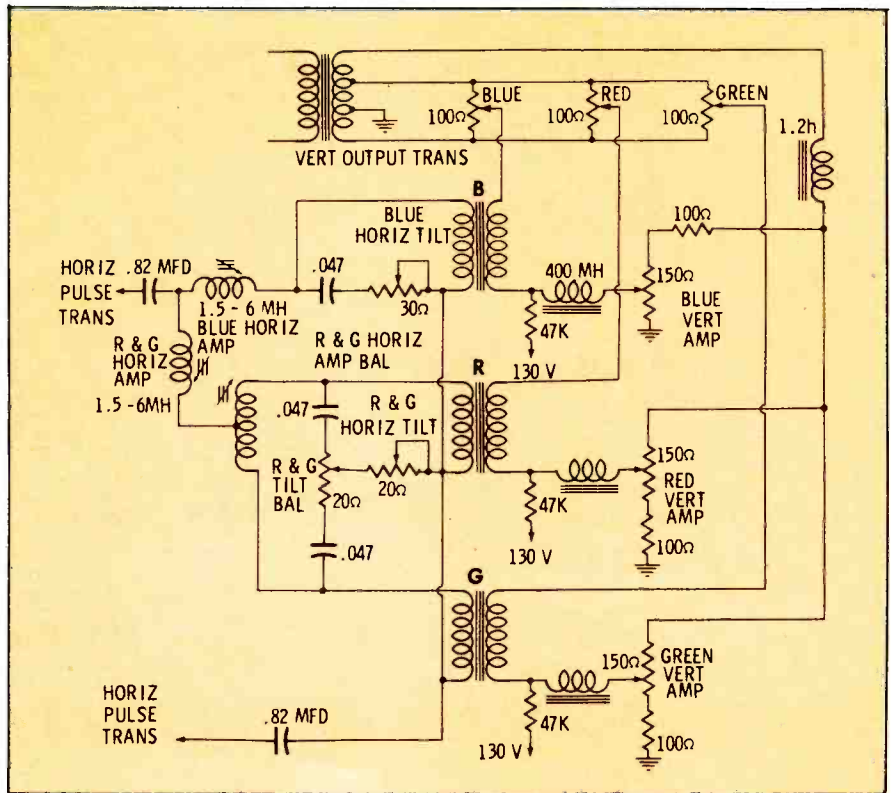 BLUE
RED
GREEN
100Ω
100Ω
100Ω
1.2h
VERT OUTPUT TRANS
B
BLUE
HORIZ TILT
100Ω
HORIZ
PULSE
TRANS
.82 MFD
.047
400 MH
150Ω
1.5 - 6 MH
BLUE HORIZ
AMP
30Ω
BLUE
VERT
AMP
47K
130 V
R & G
HORIZ
AMP
1.5 -6MH
R & G HORIZ
AMP BAL
R
.047
R & G
HORIZ TILT
150Ω
R & G
TILT
BAL
20Ω
20Ω
RED
VERT
AMP
47K
100Ω
.047
130 V
G
150Ω
GREEN
VERT
AMP
HORIZ
PULSE
TRANS
.82 MFD
47K
100Ω
130 V